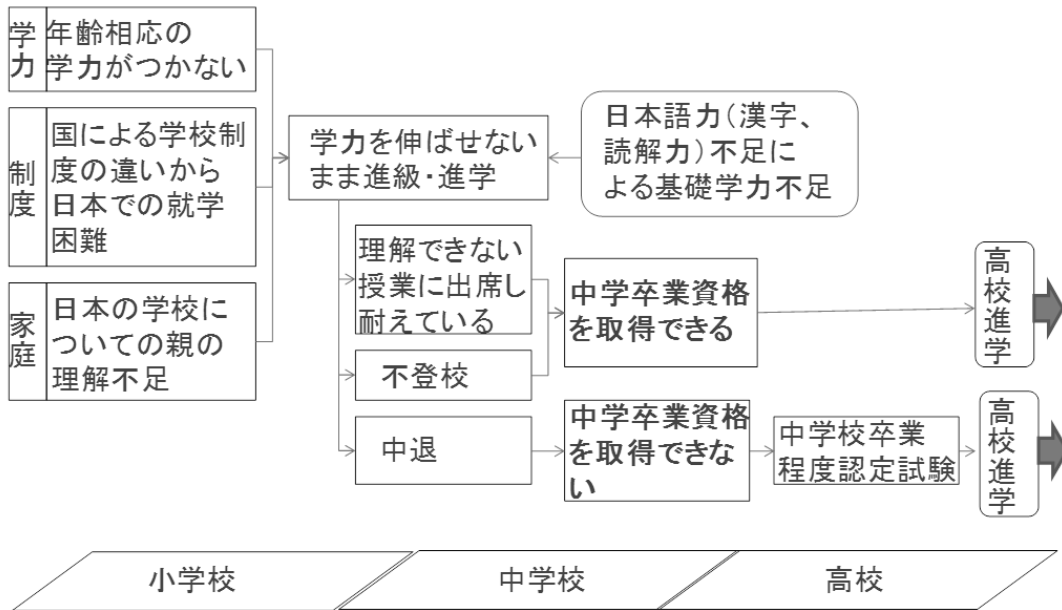 学力
年齢相応の
学力がつかない
制度
国による学校制
度の違いから
日本での就学
困難
家庭
日本の学校に
ついての親の
理解不足
学力を伸ばせない
まま進級・進学
日本語力(漢字、
読解力)不足に
よる基礎学力不足
理解できない
授業に出席し
耐えている
不登校
中退
中学卒業資格
を取得できる
中学卒業資格
を取得できな
い
中学校卒業
程度認定試験
高校進学
高校進学
小学校
中学校
高校